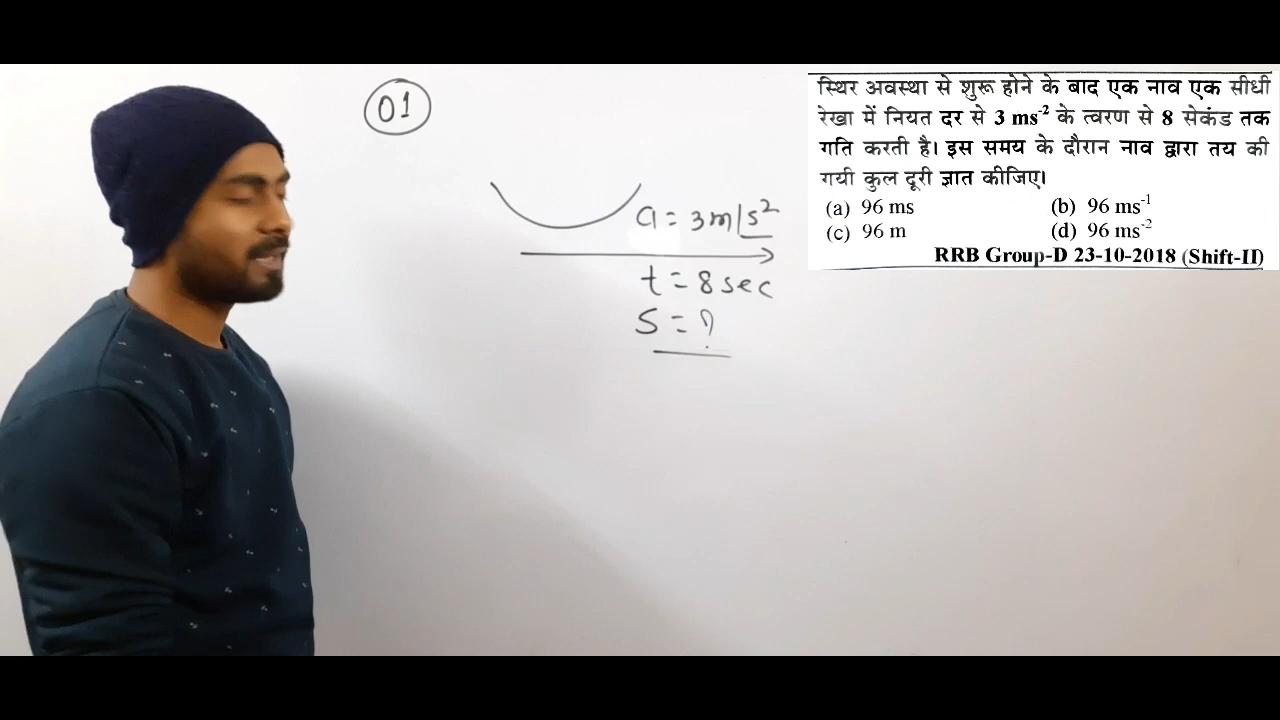 01
a = 3 m/s²
t = 8 sec
S = ?
स्थिर अवस्था से शुरू होने के बाद एक नाव एक सीधी
रेखा में नियत दर से 3 ms⁻² के त्वरण से 8 सेकंड तक
गति करती है। इस समय के दौरान नाव द्वारा तय की
गयी कुल दूरी ज्ञात कीजिए।
(a) 96 ms (b) 96 ms⁻¹
(c) 96 m (d) 96 ms⁻²
RRB Group-D 23-10-2018 (Shift-II)